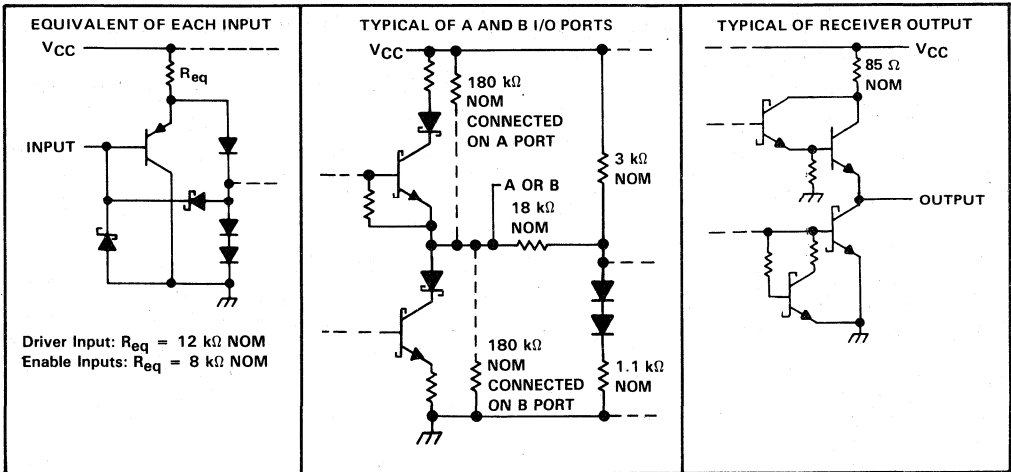 EQUIVALENT OF EACH INPUT
VCC
Req
INPUT
Driver Input: Req = 12 kΩ NOM
Enable Inputs: Req = 8 kΩ NOM
TYPICAL OF A AND B I/O PORTS
VCC
180 kΩ
NOM
CONNECTED
ON A PORT
3 kΩ
NOM
A OR B
18 kΩ
NOM
180 kΩ
NOM
CONNECTED
ON B PORT
1.1 kΩ
NOM
TYPICAL OF RECEIVER OUTPUT
VCC
85 Ω
NOM
OUTPUT